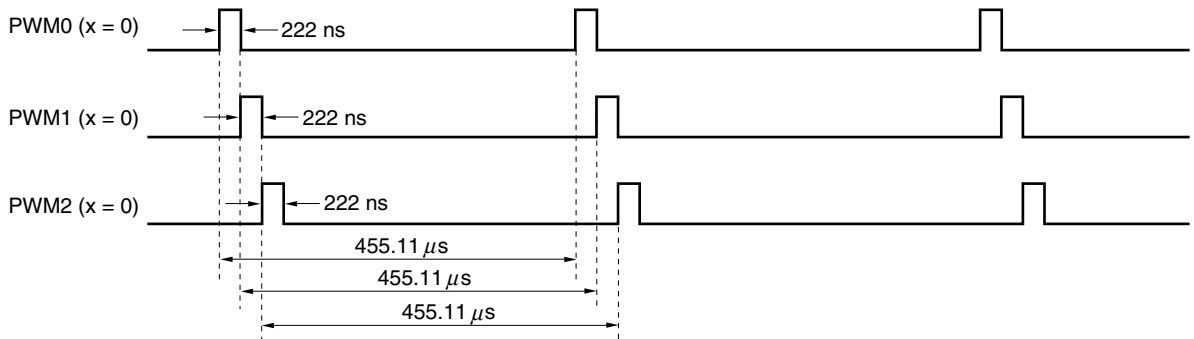 PWM0 (x = 0)
222 ns
PWM1 (x = 0)
222 ns
PWM2 (x = 0)
222 ns
455.11 μs
455.11 μs
455.11 μs